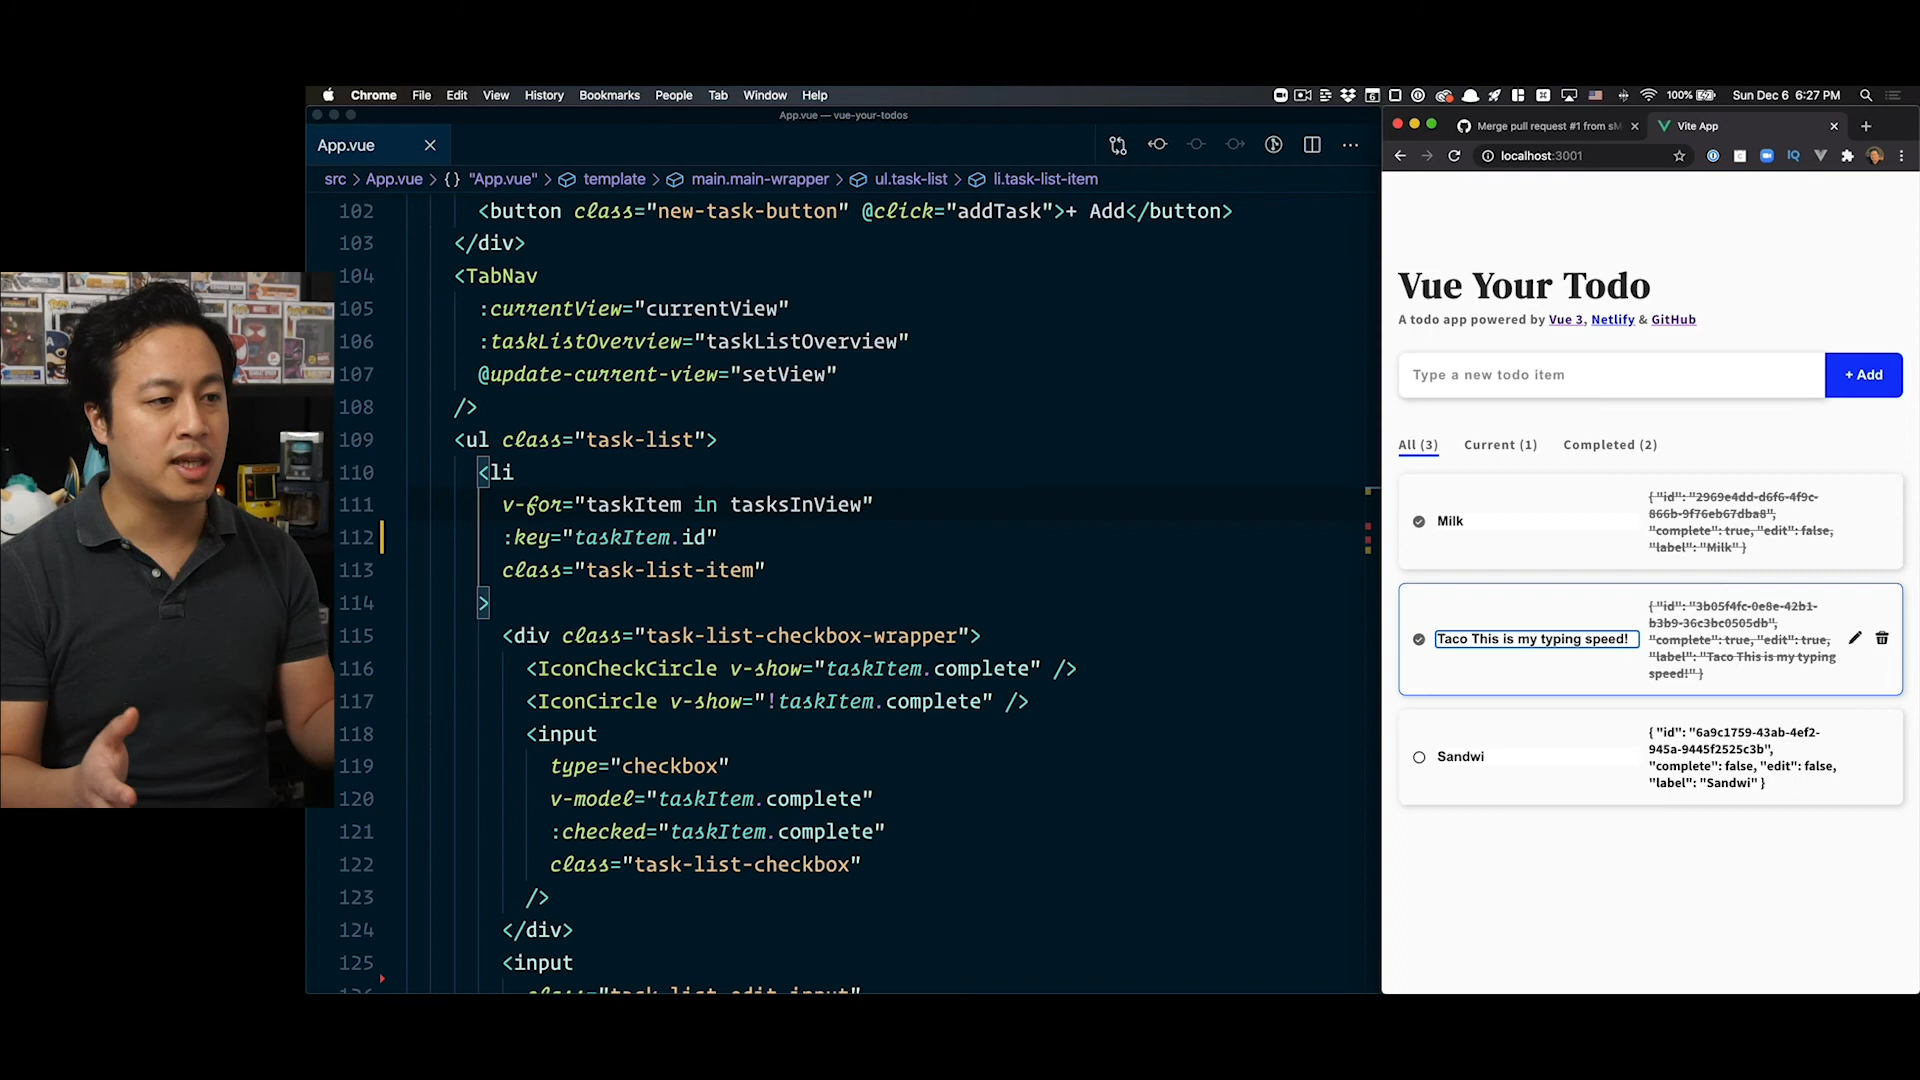 Chrome File Edit View History Bookmarks People Tab Window Help
100% Sun Dec 6 6:27 PM
App.vue — vue-your-todos
App.vue
src > App.vue > {} "App.vue" > template > main.main-wrapper > ul.task-list > li.task-list-item
102 <button class="new-task-button" @click="addTask">+ Add</button>
103 </div>
104 <TabNav
105 :currentView="currentView"
106 :taskListOverview="taskListOverview"
107 @update-current-view="setView"
108 />
109 <ul class="task-list">
110 <li
111 v-for="taskItem in tasksInView"
112 :key="taskItem.id"
113 class="task-list-item"
114 >
115 <div class="task-list-checkbox-wrapper">
116 <IconCheckCircle v-show="taskItem.complete" />
117 <IconCircle v-show="!taskItem.complete" />
118 <input
119 type="checkbox"
120 v-model="taskItem.complete"
121 :checked="taskItem.complete"
122 class="task-list-checkbox"
123 />
124 </div>
125 <input
Merge pull request #1 from sM
Vite App
localhost:3001
IQ
Vue Your Todo
A todo app powered by Vue 3, Netlify & GitHub
Type a new todo item
+ Add
All (3) Current (1) Completed (2)
Milk
{ "id": "2969e4dd-d6f6-4f9c-
866b-9f76eb67dba8",
"complete": true, "edit": false,
"label": "Milk" }
Taco This is my typing speed!
{ "id": "3b05f4fc-0e8e-42b1-
b3b9-36c3bc0505db",
"complete": true, "edit": true,
"label": "Taco This is my typing
speed!" }
Sandwi
{ "id": "6a9c1759-43ab-4ef2-
945a-9445f2525c3b",
"complete": false, "edit": false,
"label": "Sandwi" }